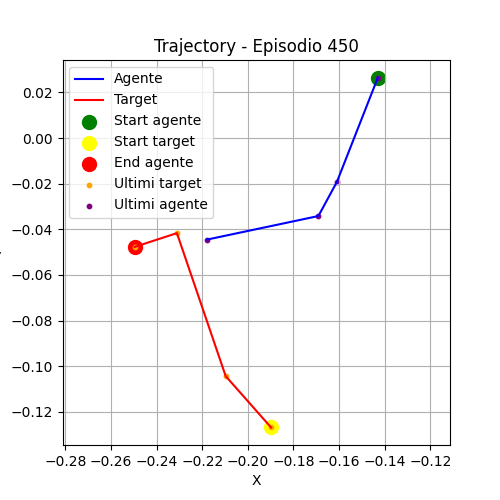 Trajectory - Episodio 450
Agente
Target
Start agente
Start target
End agente
Ultimi target
Ultimi agente
0.02
0.00
−0.02
−0.04
−0.06
−0.08
−0.10
−0.12
−0.28 −0.26 −0.24 −0.22 −0.20 −0.18 −0.16 −0.14 −0.12
X